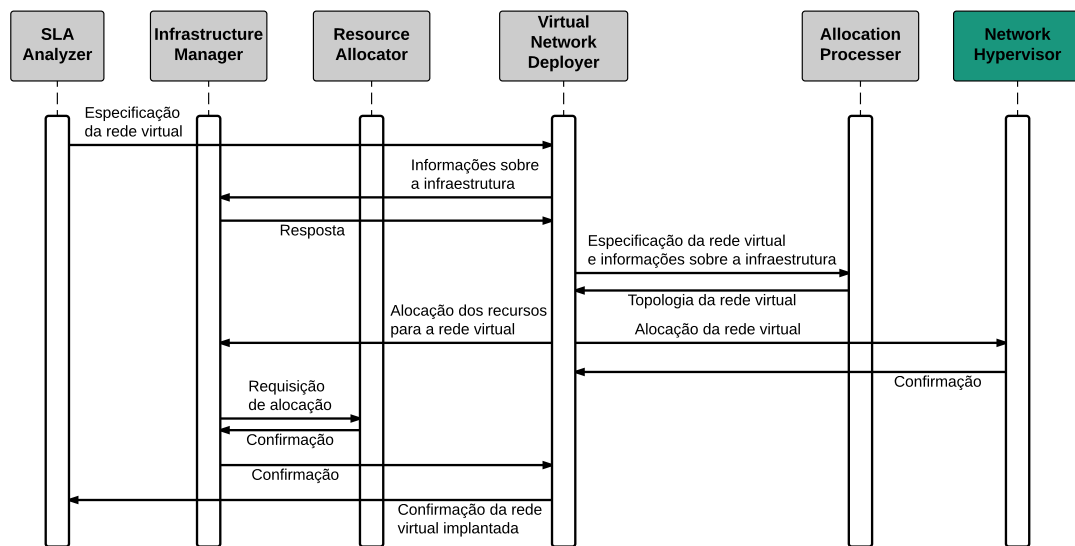 SLA
Analyzer
Infrastructure
Manager
Resource
Allocator
Virtual
Network
Deployer
Allocation
Processer
Network
Hypervisor
Especificação
da rede virtual
Informações sobre
a infraestrutura
Resposta
Especificação da rede virtual
e informações sobre a infraestrutura
Topologia da rede virtual
Alocação dos recursos
para a rede virtual
Alocação da rede virtual
Confirmação
Requisição
de alocação
Confirmação
Confirmação
Confirmação da rede
virtual implantada